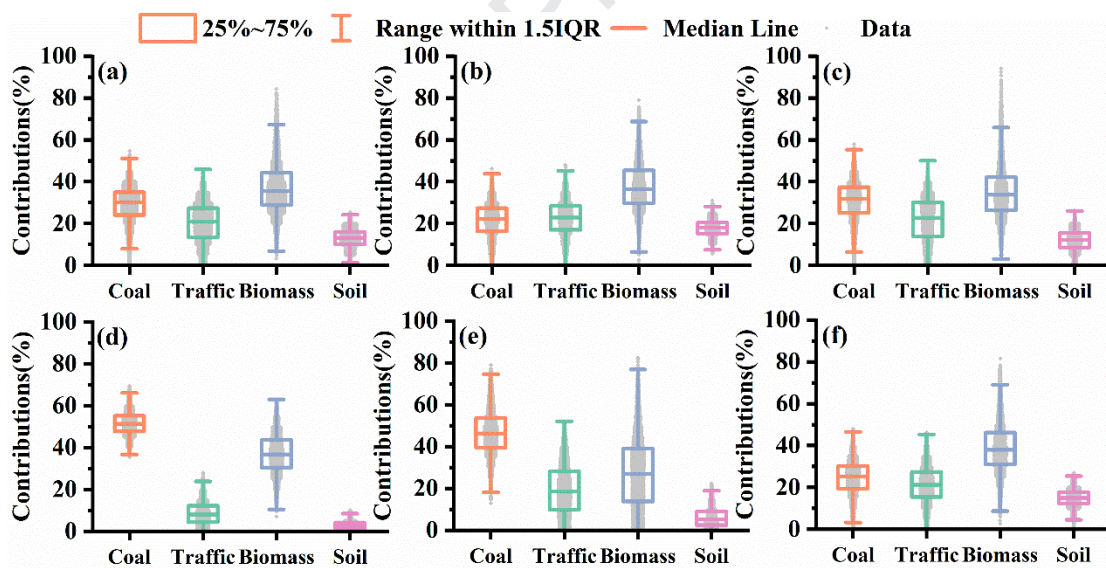 25%~75% Range within 1.5IQR Median Line Data
(a) (b) (c)
Contributions(%) Contributions(%) Contributions(%)
100 100 100
80 80 80
60 60 60
40 40 40
20 20 20
0 0 0
Coal Traffic Biomass Soil Coal Traffic Biomass Soil Coal Traffic Biomass Soil
(d) (e) (f)
Contributions(%) Contributions(%) Contributions(%)
100 100 100
80 80 80
60 60 60
40 40 40
20 20 20
0 0 0
Coal Traffic Biomass Soil Coal Traffic Biomass Soil Coal Traffic Biomass Soil